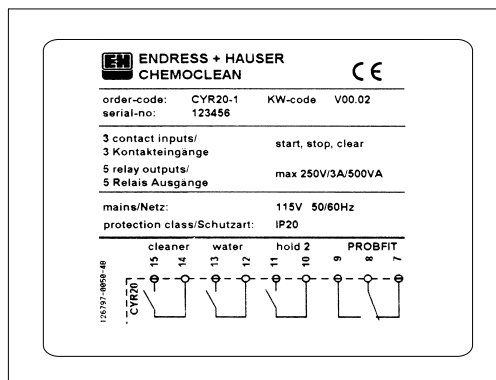 EH ENDRESS + HAUSER
CHEMOCLEAN CE
order-code: CYR20-1 KW-code V00.02
serial-no: 123456
3 contact inputs/
3 Kontakteingänge start, stop, clear
5 relay outputs/
5 Relais Ausgänge max 250V/3A/500VA
mains/Netz: 115V 50/60Hz
protection class/Schutzart: IP20
cleaner water hold 2 PROBFIT
15 14 13 12 11 10 9 8 7
CYR20
126797-0050-40